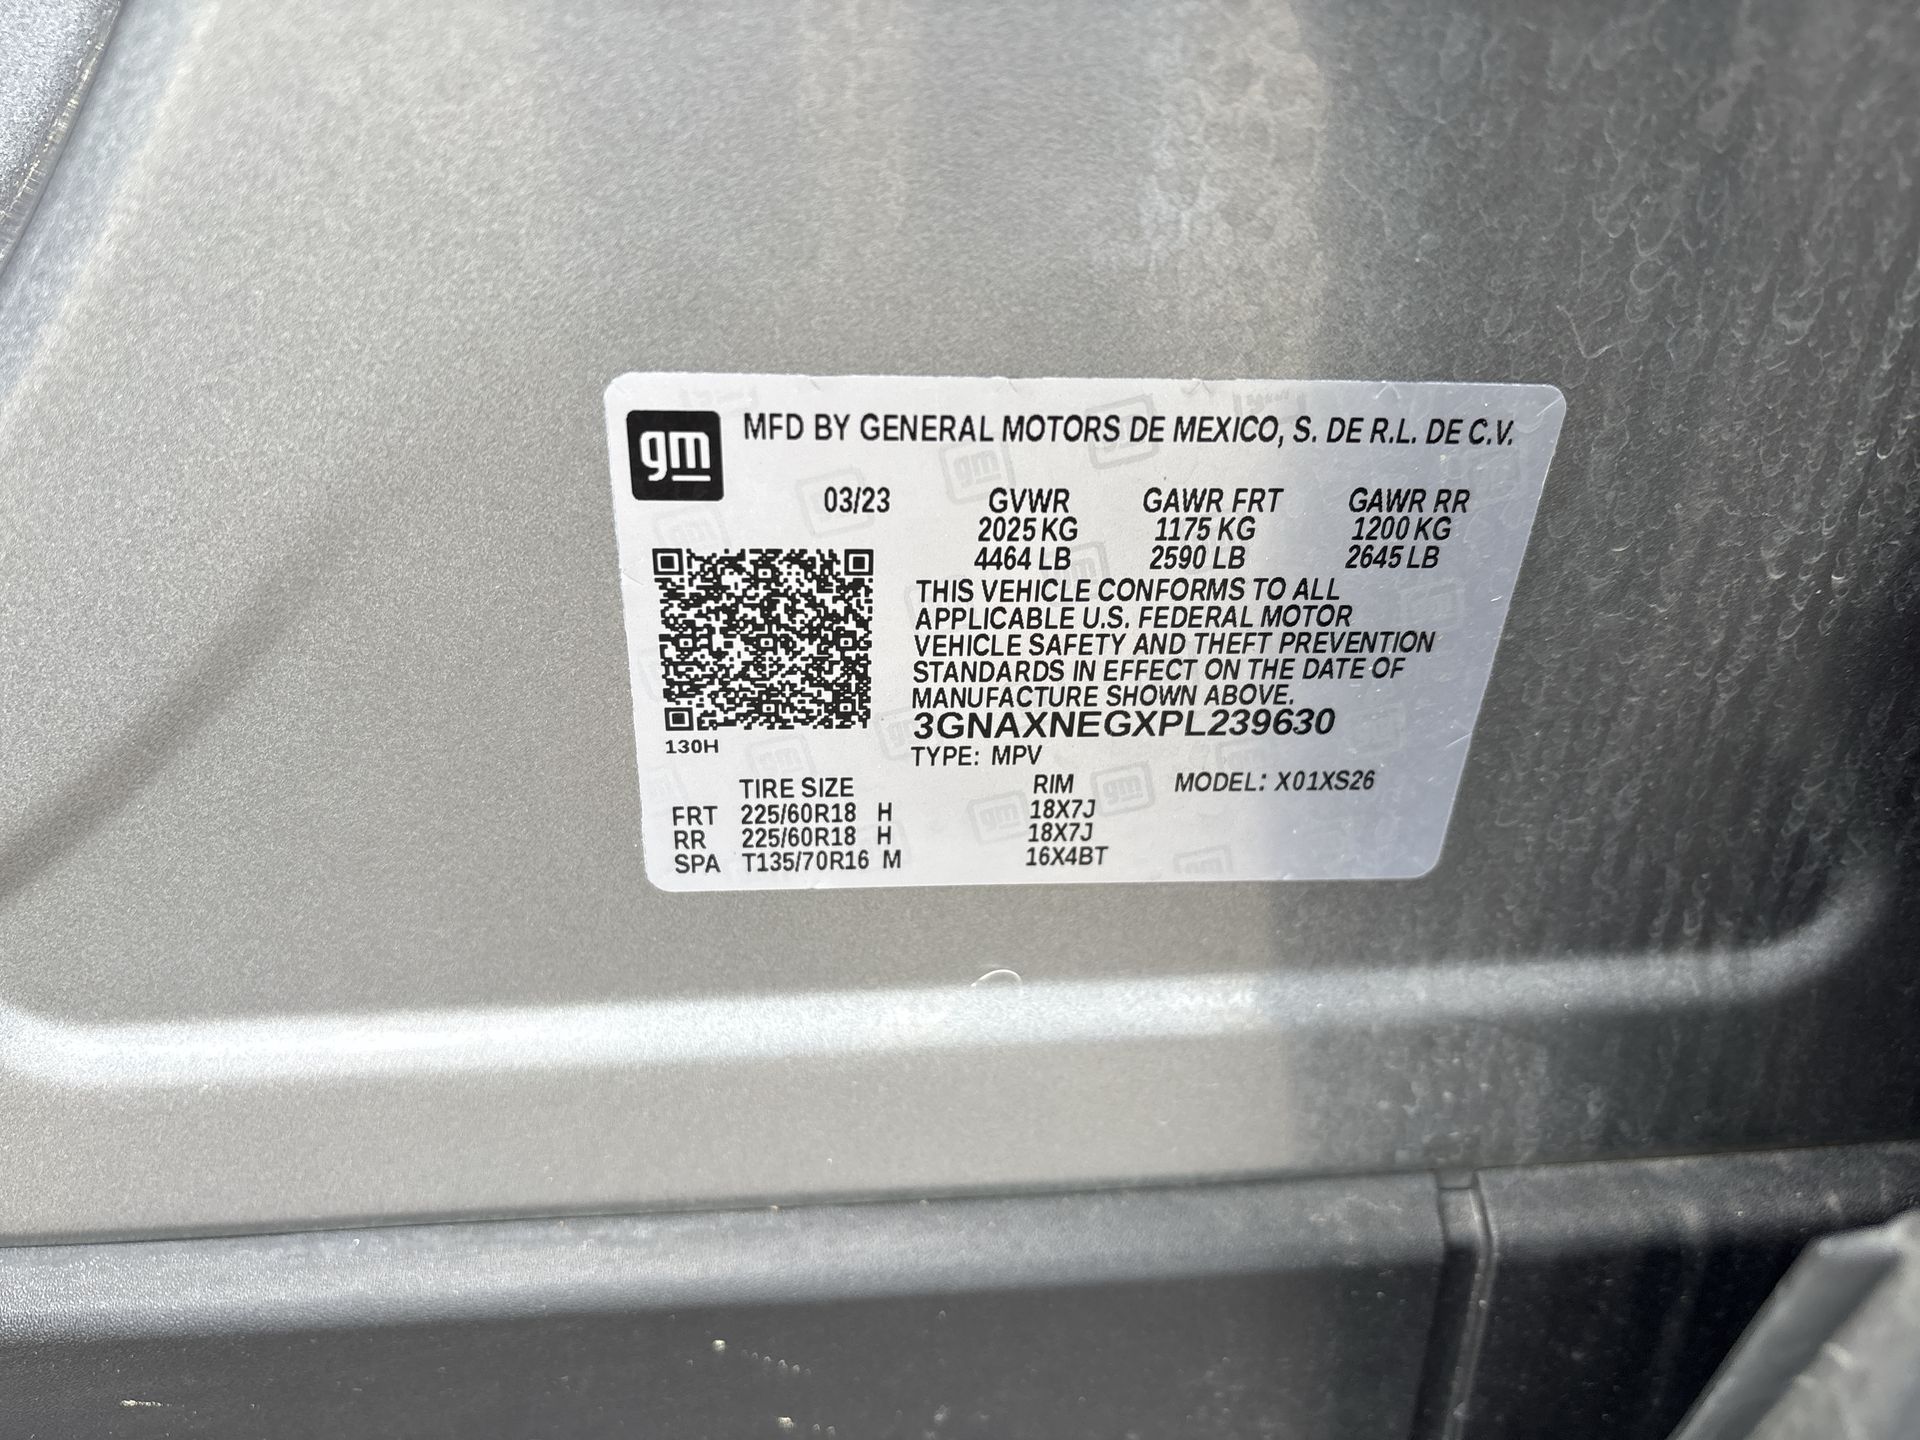 gm
MFD BY GENERAL MOTORS DE MEXICO, S. DE R.L. DE C.V.
03/23 GVWR GAWR FRT GAWR RR
2025 KG 1175 KG 1200 KG
4464 LB 2590 LB 2645 LB
THIS VEHICLE CONFORMS TO ALL
APPLICABLE U.S. FEDERAL MOTOR
VEHICLE SAFETY AND THEFT PREVENTION
STANDARDS IN EFFECT ON THE DATE OF
MANUFACTURE SHOWN ABOVE.
3GNAXNEGXPL239630
130H
TYPE: MPV
TIRE SIZE RIM MODEL: X01XS26
FRT 225/60R18 H 18X7J
RR 225/60R18 H 18X7J
SPA T135/70R16 M 16X4BT